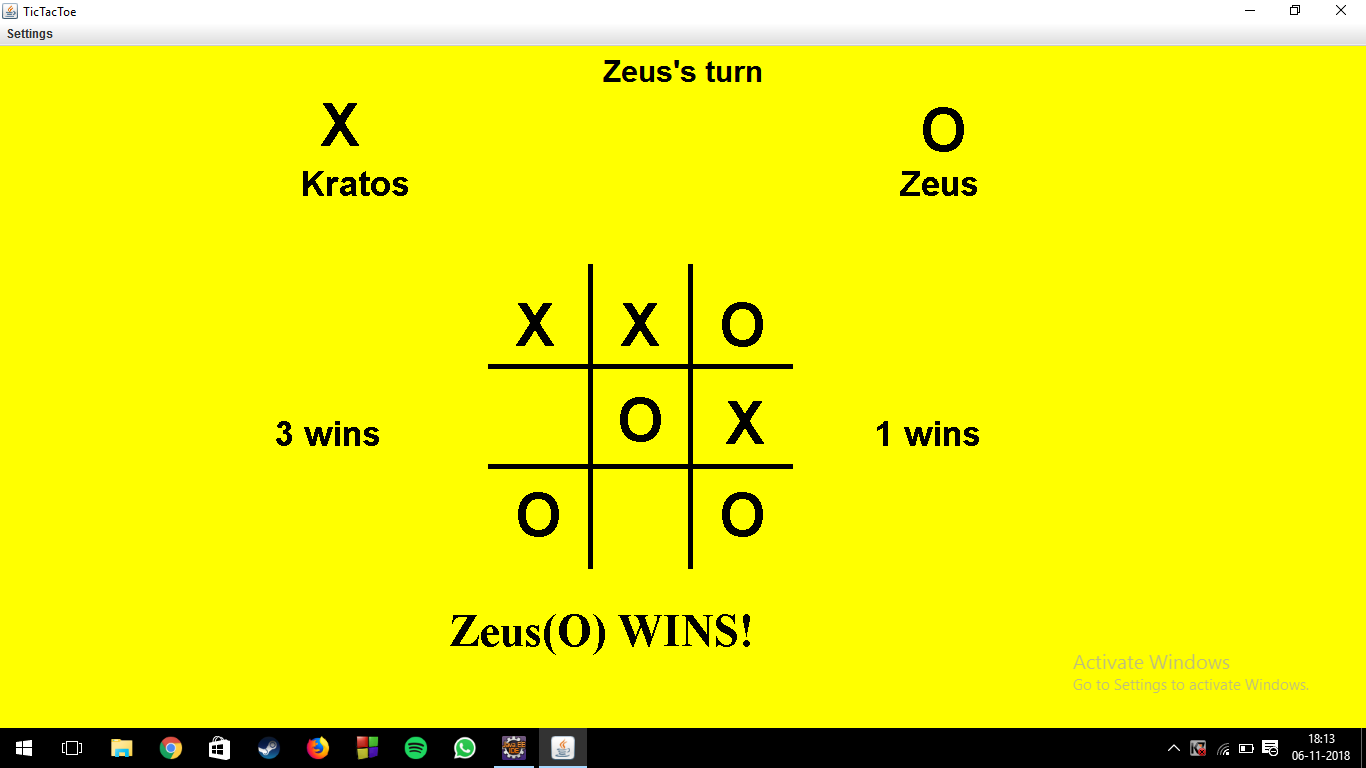 TicTacToe
Settings
Zeus's turn
X O
Kratos Zeus
X X O
O X
3 wins 1 wins
O O
Zeus(O) WINS!
Activate Windows
Go to Settings to activate Windows.
18:13
06-11-2018